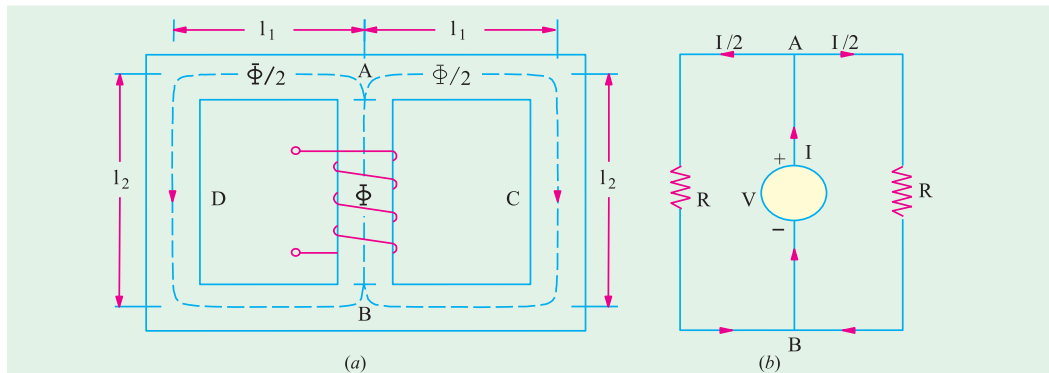 l₁ l₁
Φ/2 A Φ/2
l₂ D Φ C l₂
B
(a)
I/2 A I/2
+ I
R V R
−
B
(b)